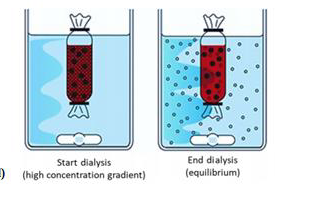 Start dialysis
(high concentration gradient)
End dialysis
(equilibrium)
)